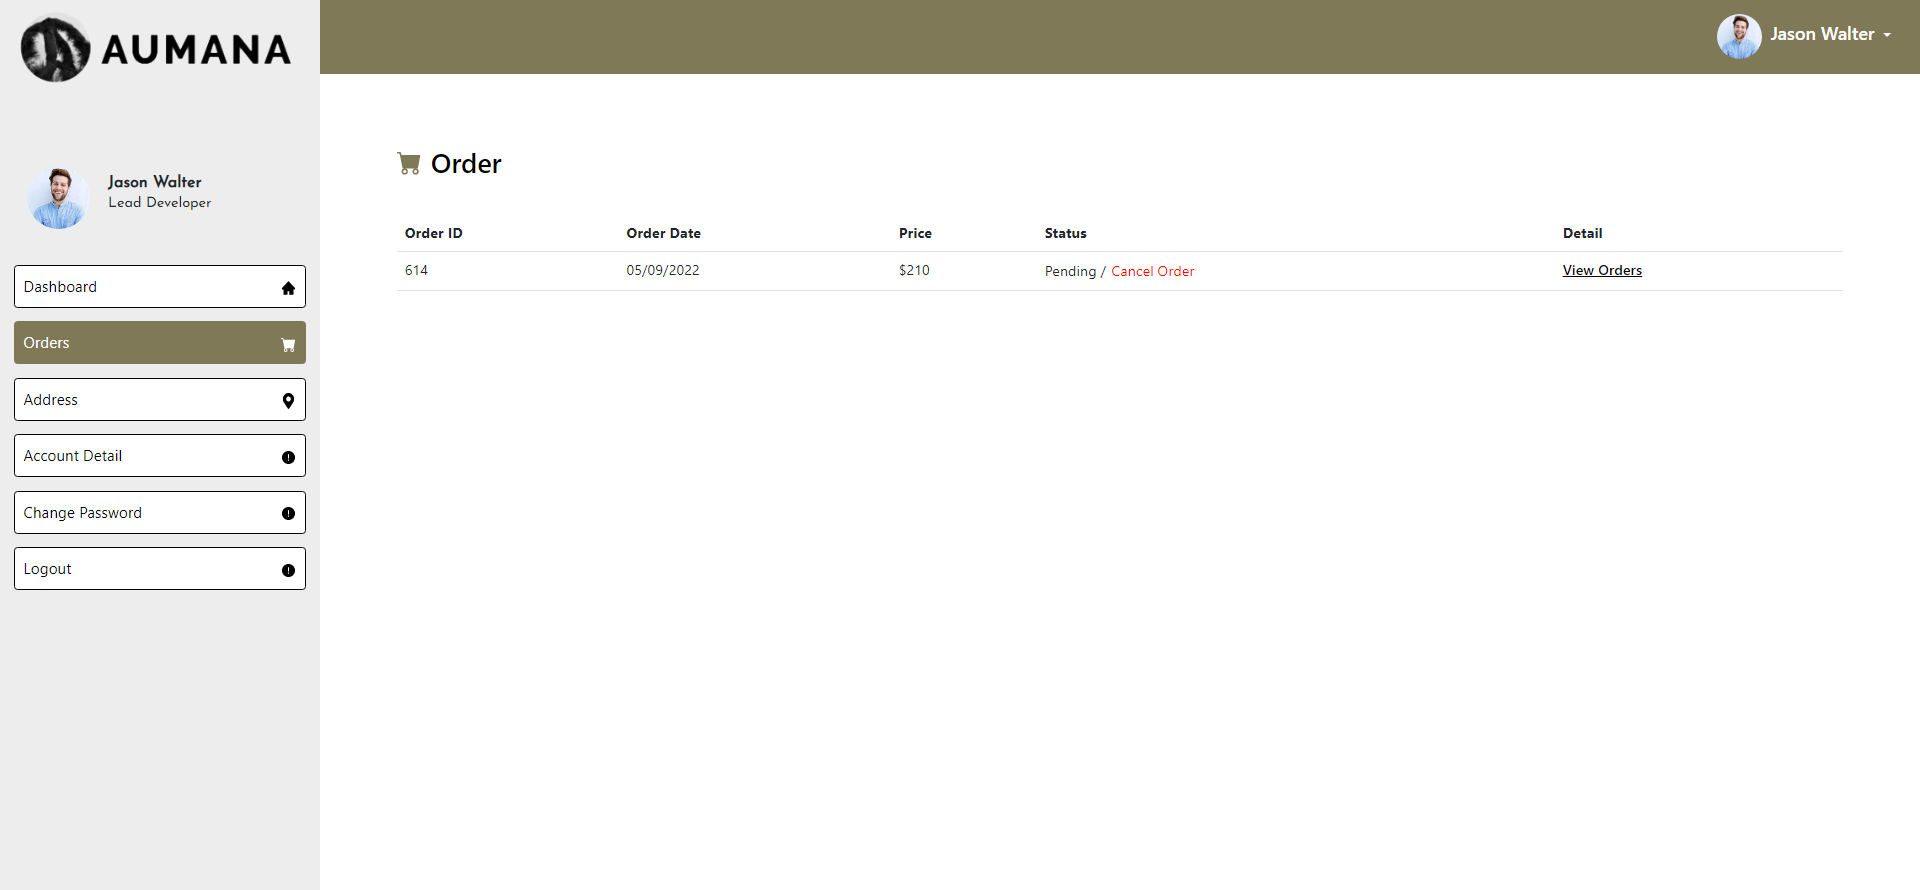 AUMANA
Jason Walter
Jason Walter
Lead Developer
Dashboard
Orders
Address
Account Detail
Change Password
Logout
Order
Order ID Order Date Price Status Detail
614 05/09/2022 $210 Pending / Cancel Order View Orders